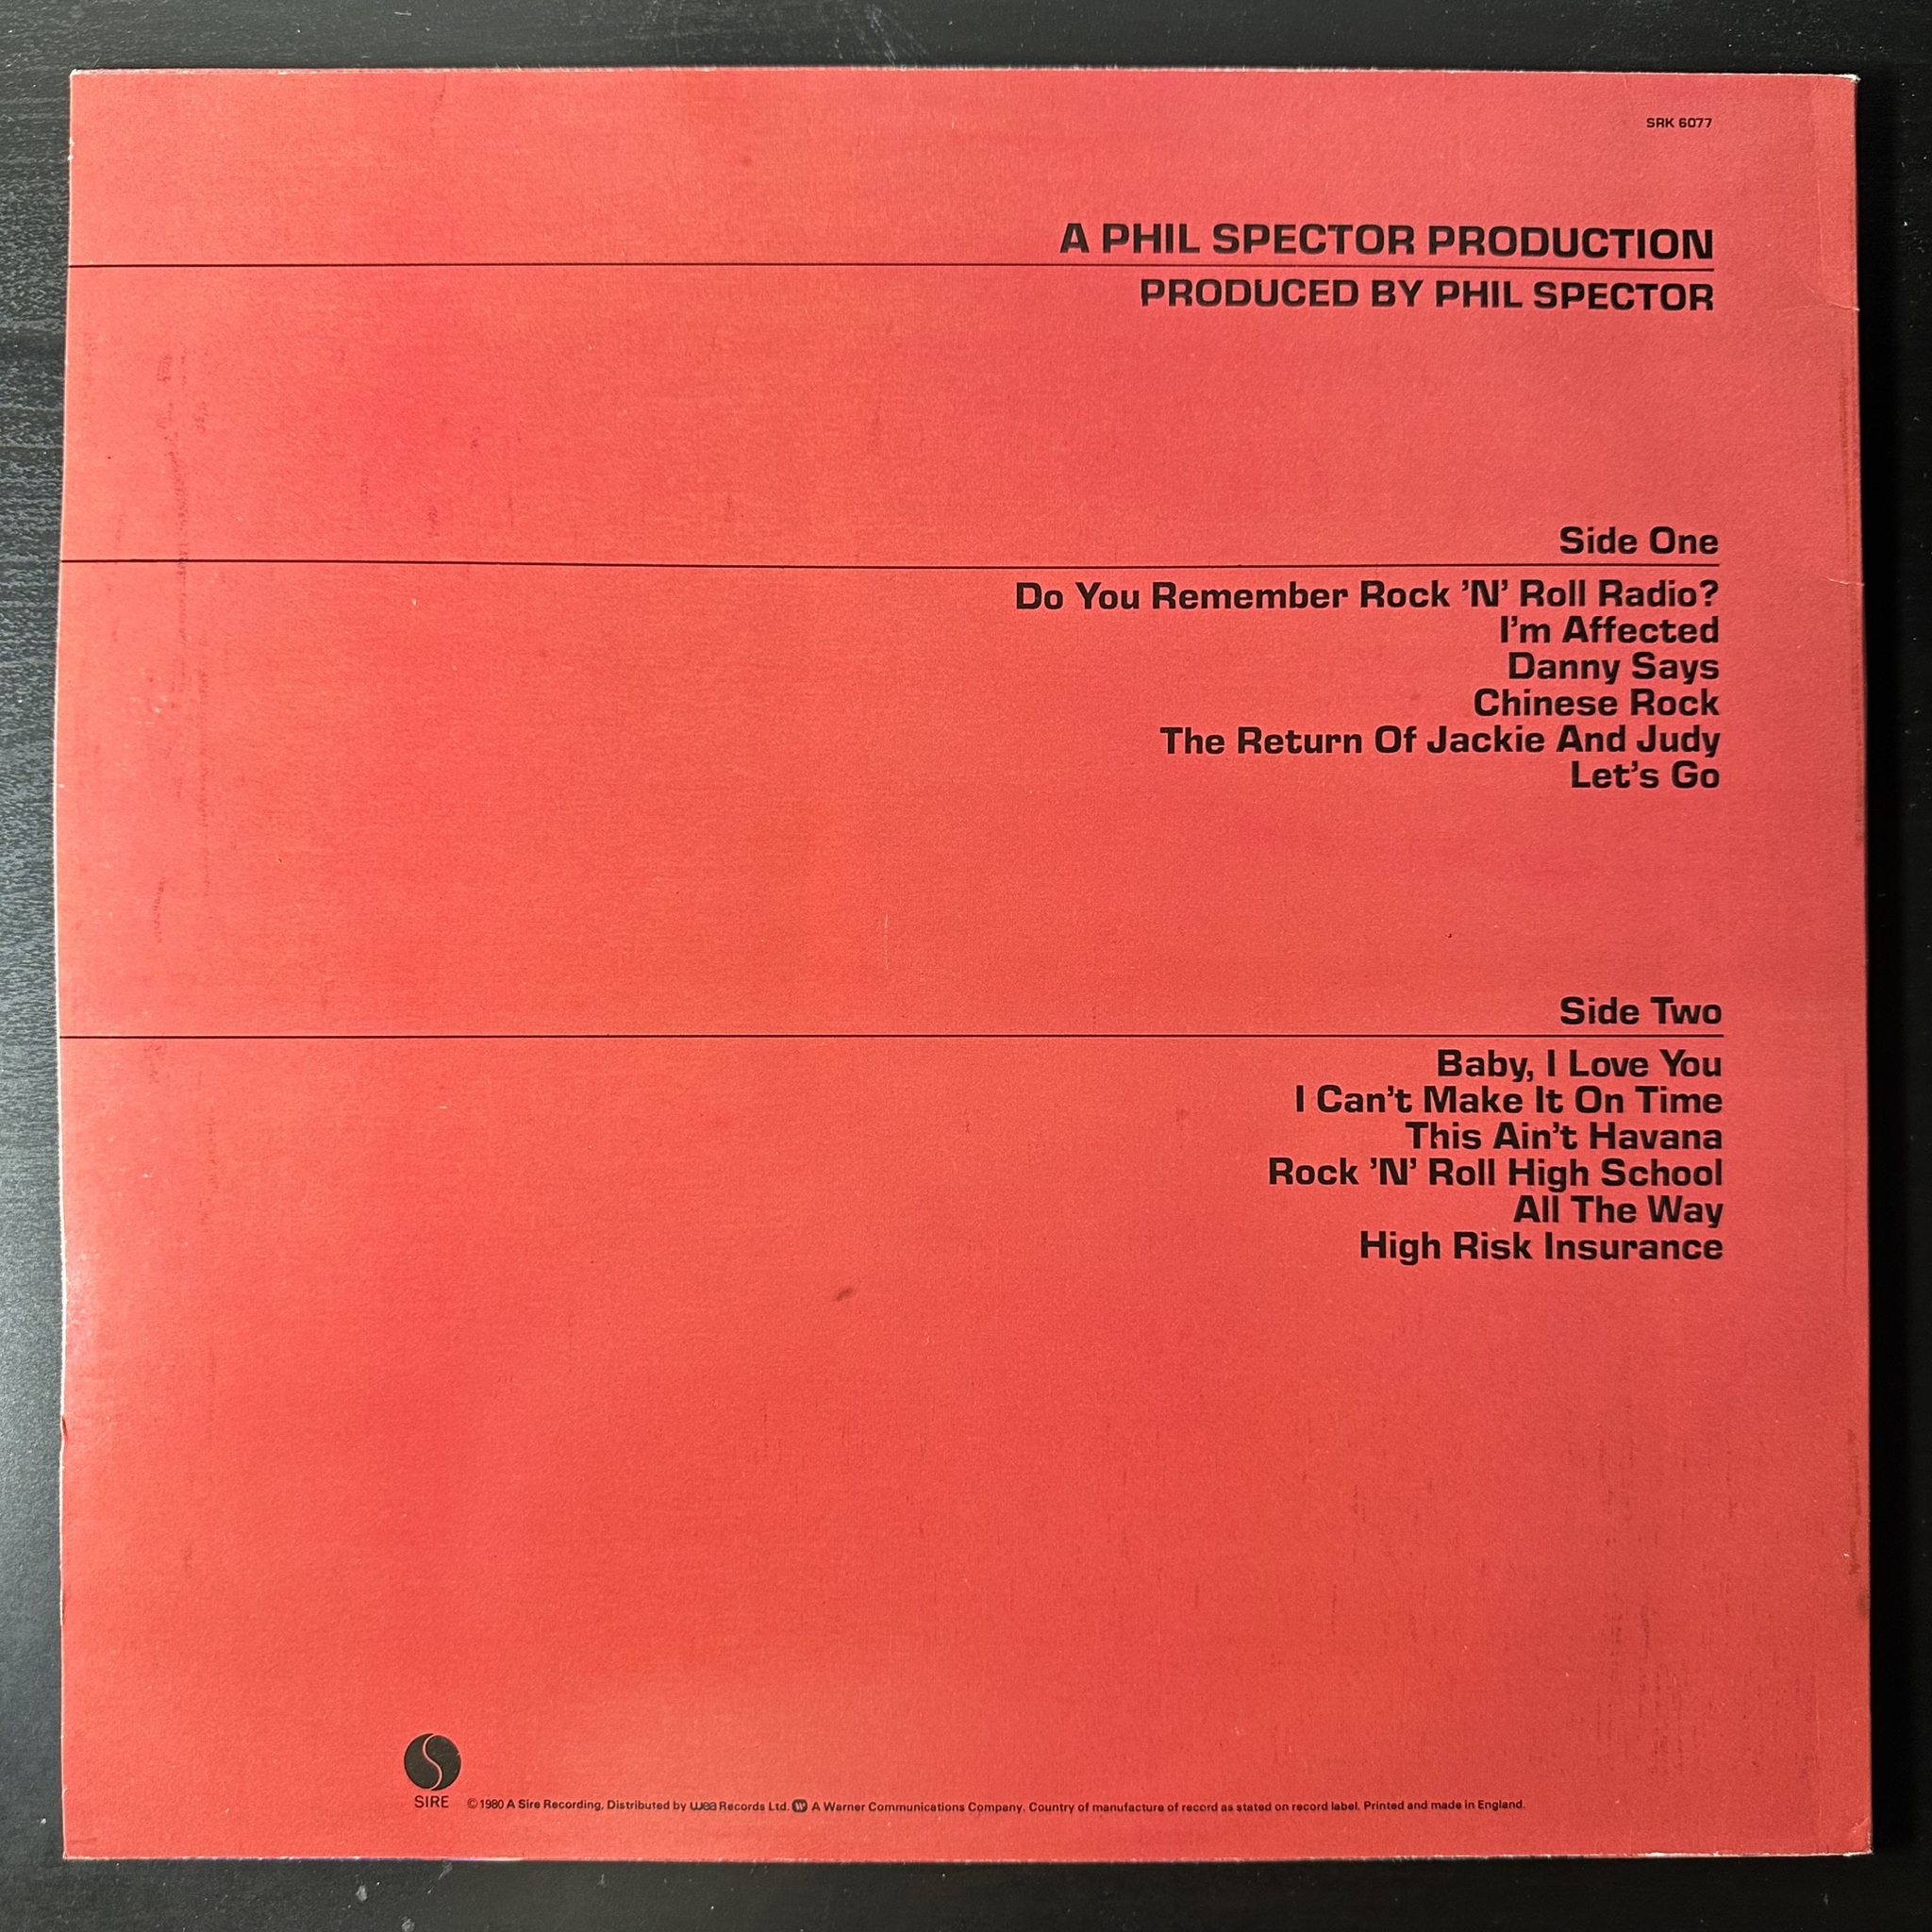 SRK 6077
A PHIL SPECTOR PRODUCTION
PRODUCED BY PHIL SPECTOR
Side One
Do You Remember Rock 'N' Roll Radio?
I'm Affected
Danny Says
Chinese Rock
The Return Of Jackie And Judy
Let's Go
Side Two
Baby, I Love You
I Can't Make It On Time
This Ain't Havana
Rock 'N' Roll High School
All The Way
High Risk Insurance
SIRE
©1980 A Sire Recording, Distributed by wea Records Ltd. A Warner Communications Company. Country of manufacture of record as stated on record label. Printed and made in England.